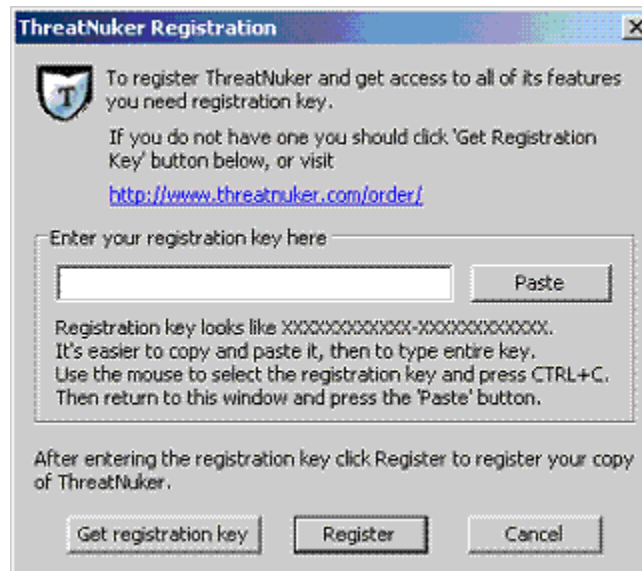 ThreatNuker Registration
T
To register ThreatNuker and get access to all of its features
you need registration key.
If you do not have one you should click 'Get Registration
Key' button below, or visit
http://www.threatnuker.com/order/
Enter your registration key here
Paste
Registration key looks like XXXXXXXXXXXX-XXXXXXXXXXXX.
It's easier to copy and paste it, then to type entire key.
Use the mouse to select the registration key and press CTRL+C.
Then return to this window and press the 'Paste' button.
After entering the registration key click Register to register your copy
of ThreatNuker.
Get registration key
Register
Cancel